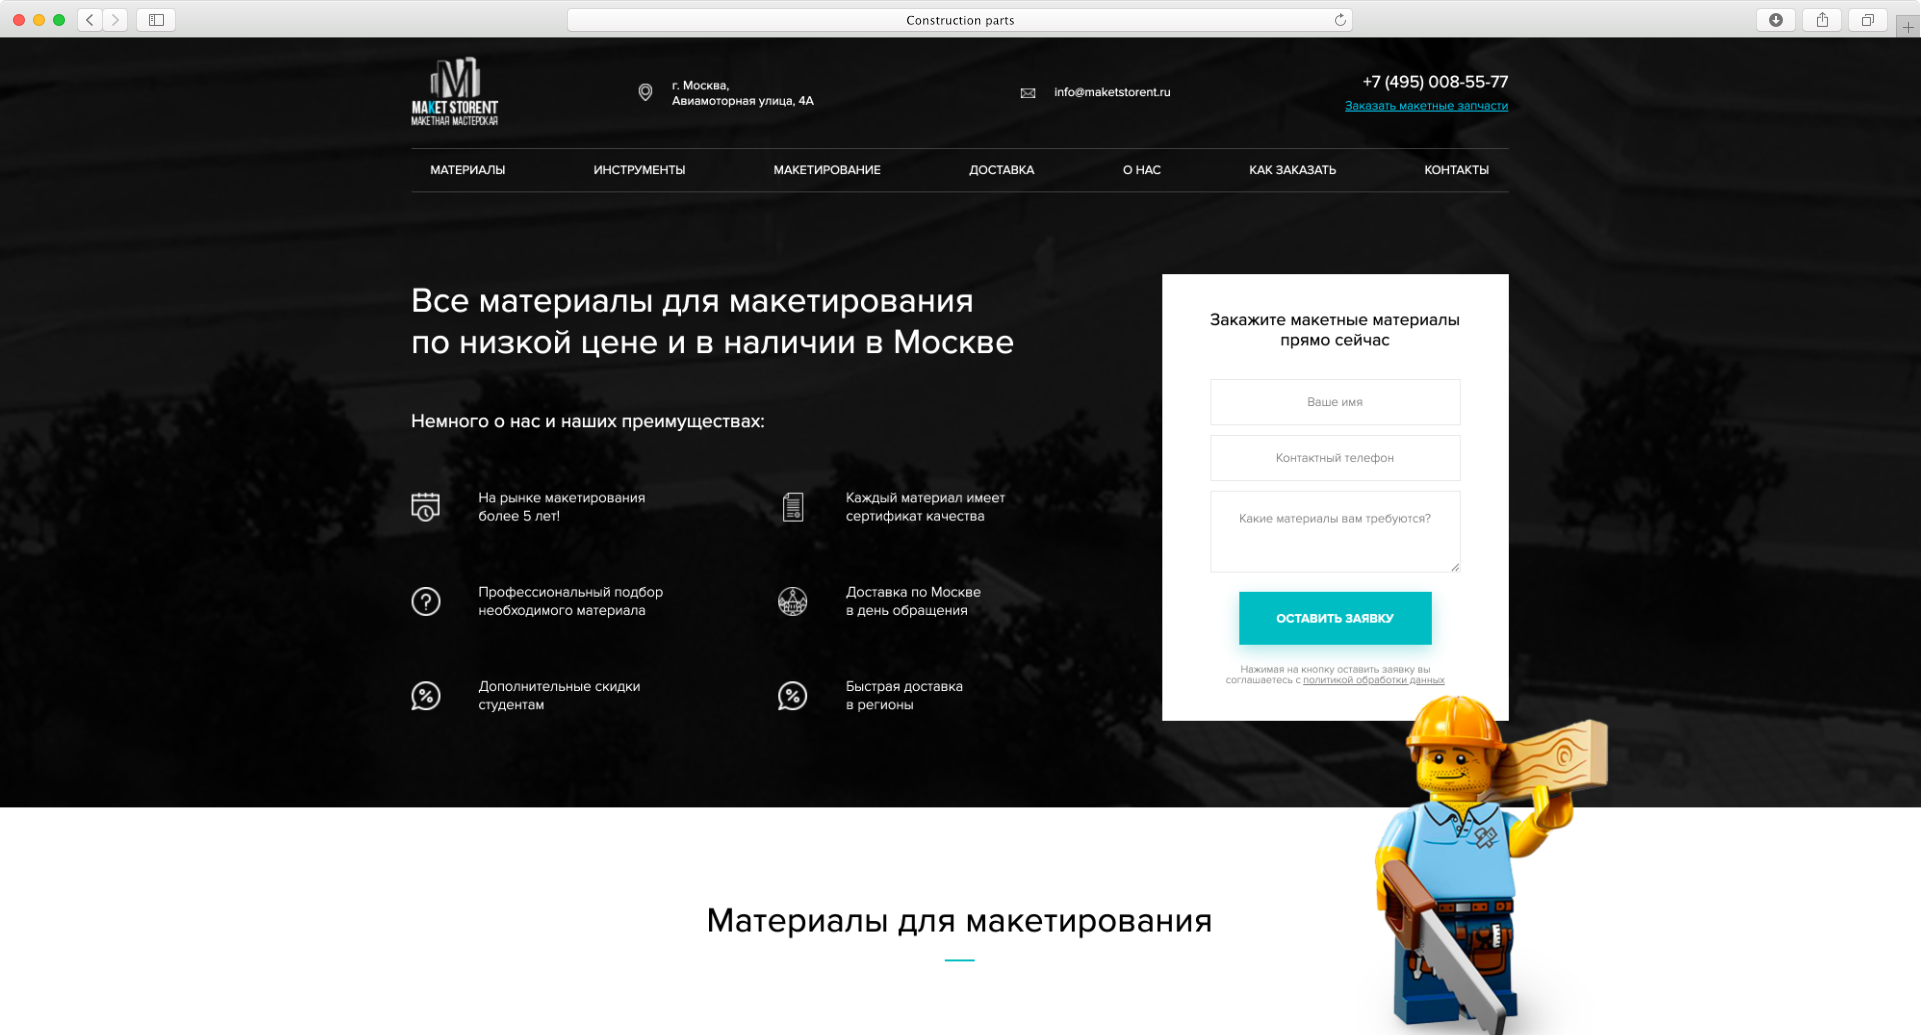 Construction parts
MAKET STORENT
МАКЕТНАЯ МАСТЕРСКАЯ
г. Москва,
Авиамоторная улица, 4А
info@maketstorent.ru
+7 (495) 008-55-77
Заказать макетные запчасти
МАТЕРИАЛЫ ИНСТРУМЕНТЫ МАКЕТИРОВАНИЕ ДОСТАВКА О НАС КАК ЗАКАЗАТЬ КОНТАКТЫ
Все материалы для макетирования
по низкой цене и в наличии в Москве
Немного о нас и наших преимуществах:
На рынке макетирования
более 5 лет!
Каждый материал имеет
сертификат качества
Профессиональный подбор
необходимого материала
Доставка по Москве
в день обращения
Дополнительные скидки
студентам
Быстрая доставка
в регионы
Закажите макетные материалы
прямо сейчас
Ваше имя
Контактный телефон
Какие материалы вам требуются?
ОСТАВИТЬ ЗАЯВКУ
Нажимая на кнопку оставить заявку вы
соглашаетесь с политикой обработки данных
Материалы для макетирования